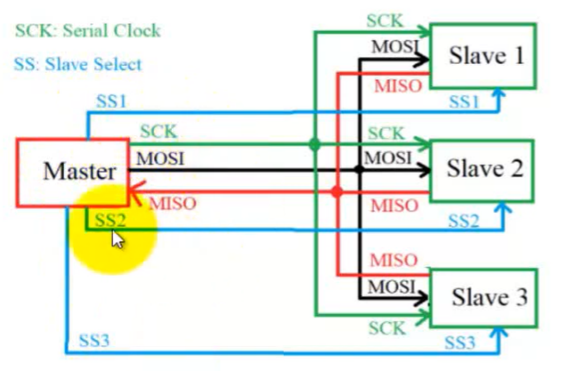 SCK: Serial Clock
SS: Slave Select
SCK
MOSI
MISO
Slave 1
SS1
SS1
SCK
MOSI
MISO
Master
SCK
MOSI
MISO
Slave 2
SS2
SS2
MISO
MOSI
SCK
Slave 3
SS3
SS3